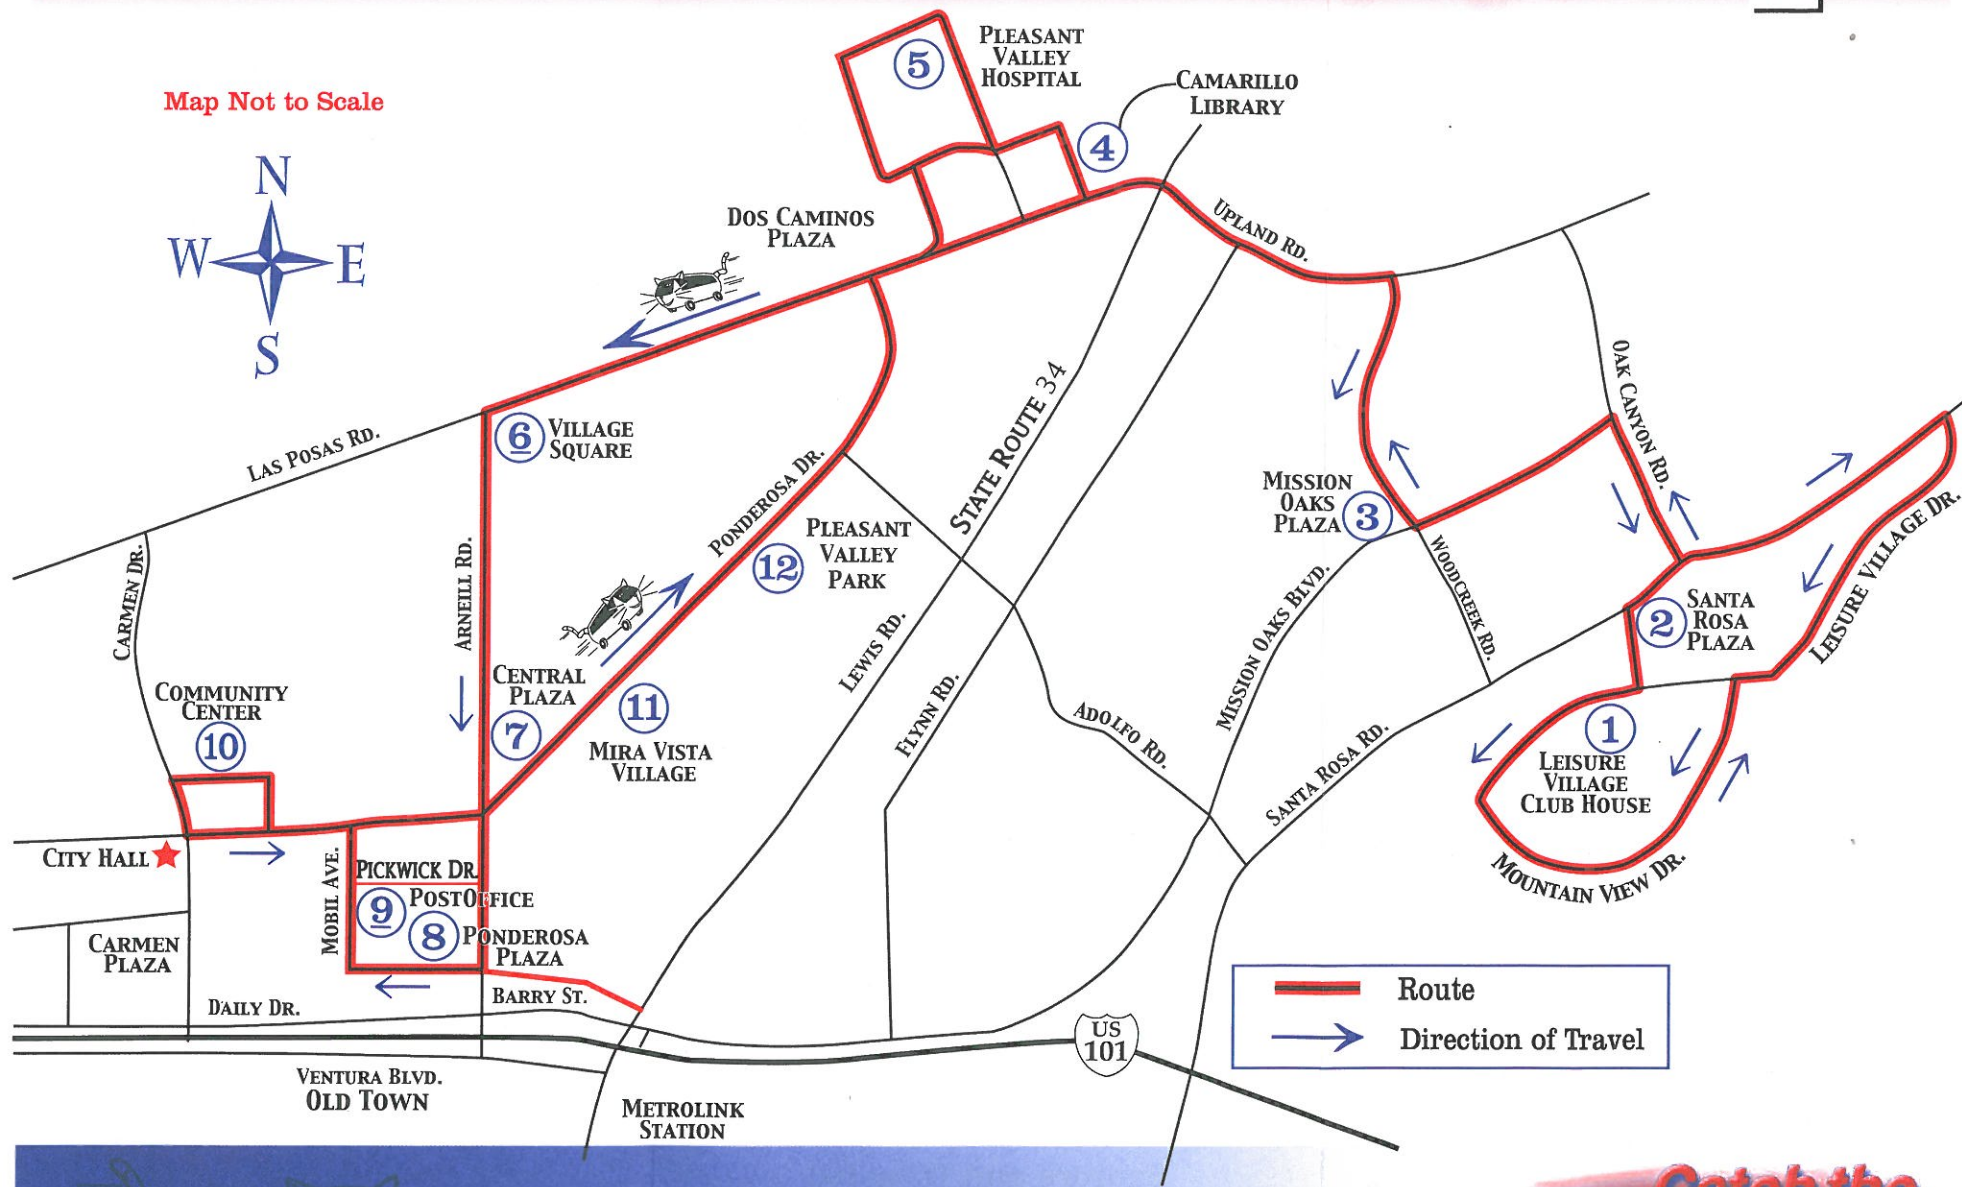 Map Not to Scale
N
W
E
S
5
PLEASANT
VALLEY
HOSPITAL
4
CAMARILLO
LIBRARY
DOS CAMINOS
PLAZA
UPLAND RD.
LAS POSAS RD.
6
VILLAGE
SQUARE
STATE ROUTE 34
OAK CANYON RD.
PONDEROSA DR.
MISSION
OAKS
PLAZA
3
PLEASANT
VALLEY
PARK
12
CARMEN DR.
ARNEILL RD.
LEWIS RD.
FLYNN RD.
MISSION OAKS BLVD.
WOODCREEK RD.
2
SANTA
ROSA
PLAZA
LEISURE VILLAGE DR.
COMMUNITY
CENTER
10
CENTRAL
PLAZA
7
11
MIRA VISTA
VILLAGE
ADOLFO RD.
SANTA ROSA RD.
1
LEISURE
VILLAGE
CLUB HOUSE
MOUNTAIN VIEW DR.
CITY HALL
MOBIL AVE.
PICKWICK DR.
9
POST OFFICE
8
PONDEROSA
PLAZA
CARMEN
PLAZA
DAILY DR.
BARRY ST.
US
101
VENTURA BLVD.
OLD TOWN
METROLINK
STATION
Route
Direction of Travel
Catch the